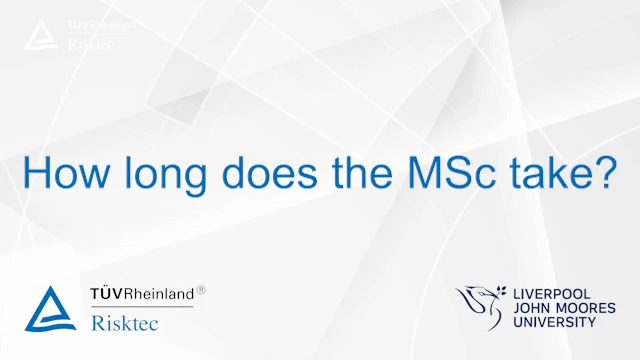 TÜVRheinland
Risktec
How long does the MSc take?
TÜVRheinland®
Risktec
LIVERPOOL
JOHN MOORES
UNIVERSITY